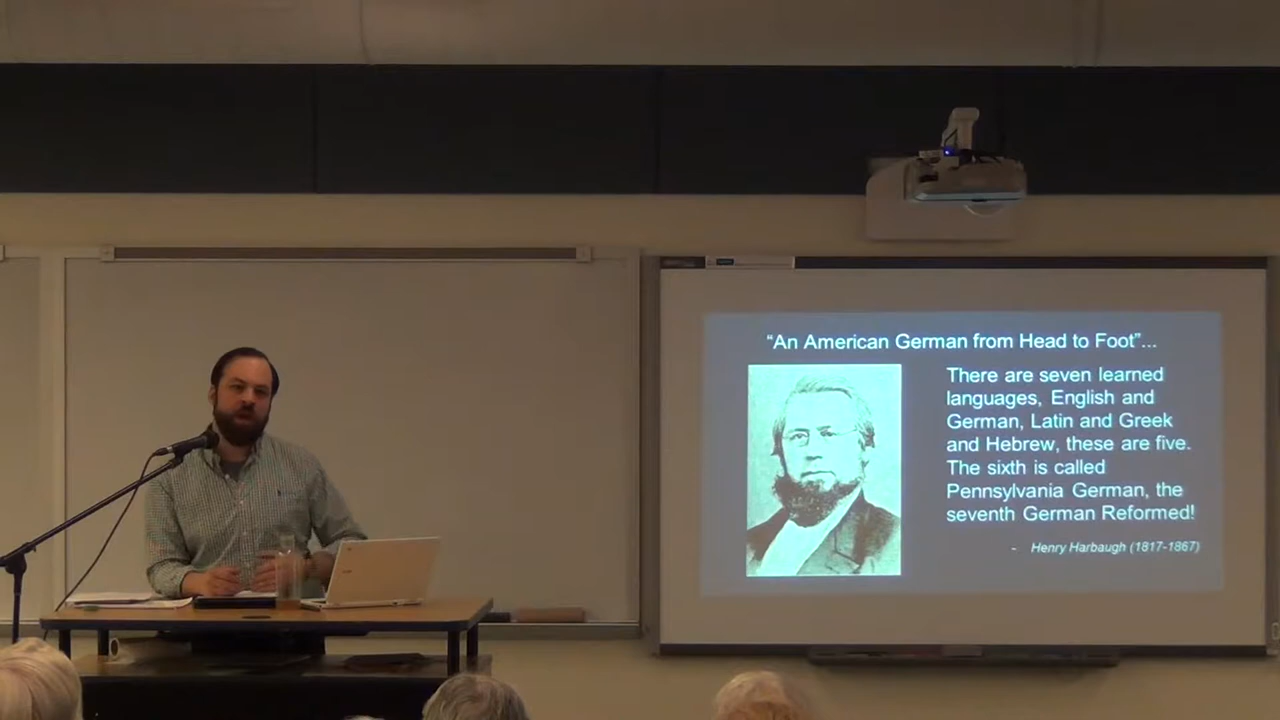 “An American German from Head to Foot”...
There are seven learned
languages, English and
German, Latin and Greek
and Hebrew, these are five.
The sixth is called
Pennsylvania German, the
seventh German Reformed!
- Henry Harbaugh (1817-1867)